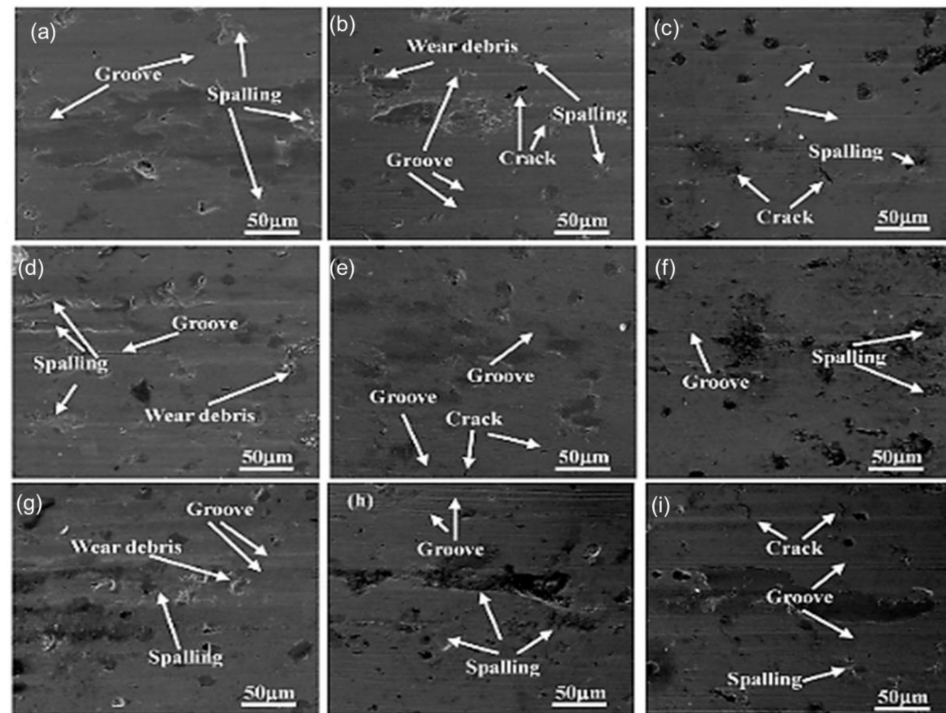 (a)
Groove
Spalling
50μm
(b)
Wear debris
Spalling
Groove
Crack
50μm
(c)
Spalling
Crack
50μm
(d)
Groove
Spalling
Wear debris
50μm
(e)
Groove
Groove
Crack
50μm
(f)
Groove
Spalling
50μm
(g)
Groove
Wear debris
Spalling
50μm
(h)
Groove
Spalling
50μm
(i)
Crack
Groove
Spalling
50μm